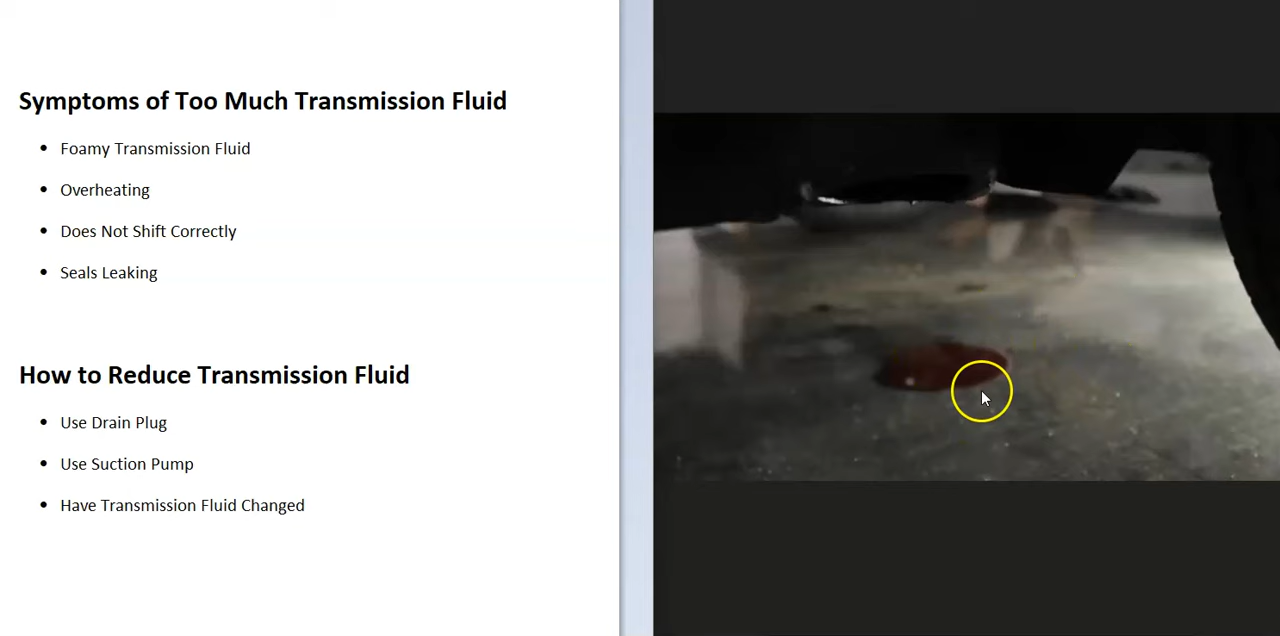 Symptoms of Too Much Transmission Fluid
Foamy Transmission Fluid
Overheating
Does Not Shift Correctly
Seals Leaking
How to Reduce Transmission Fluid
Use Drain Plug
Use Suction Pump
Have Transmission Fluid Changed